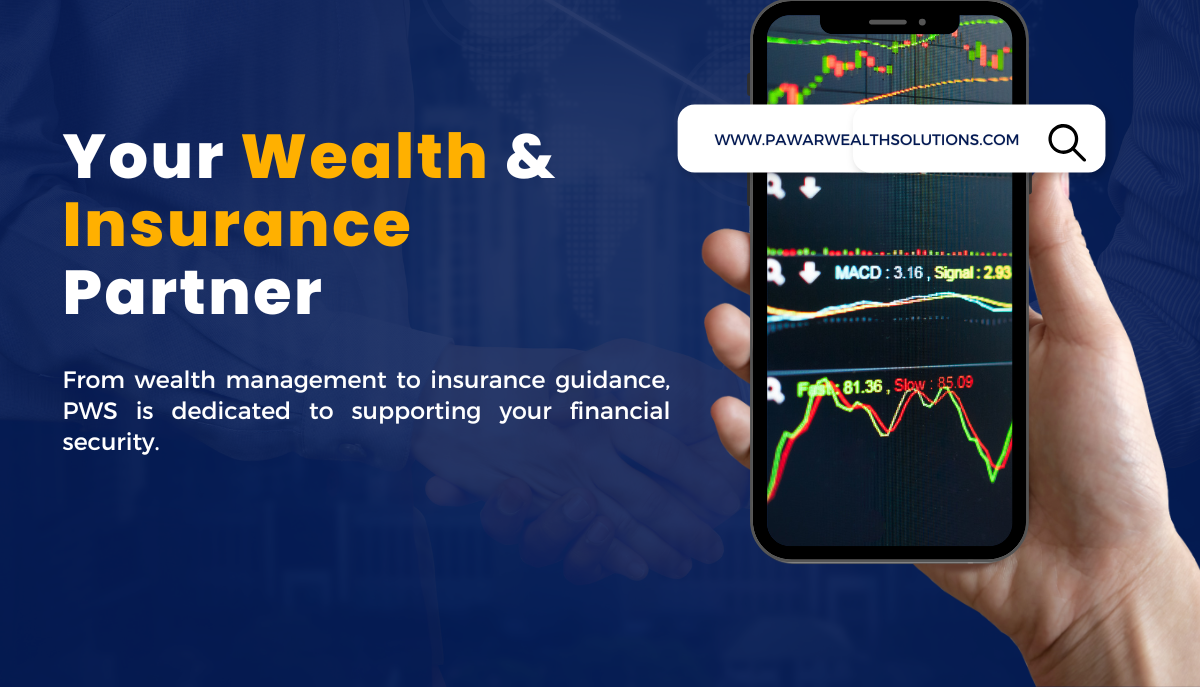 Your Wealth &
Insurance
Partner
From wealth management to insurance guidance,
PWS is dedicated to supporting your financial
security.
WWW.PAWARWEALTHSOLUTIONS.COM
MACD : 3.16 , Signal : 2.93
Fast : 81.36 , Slow : 85.09